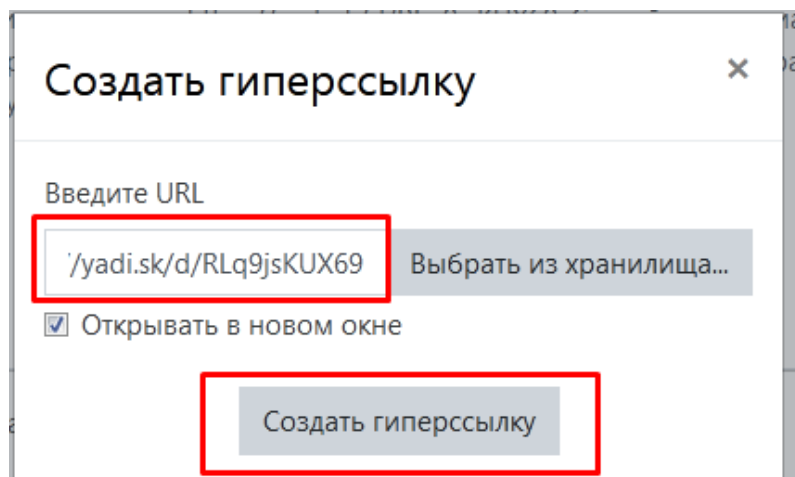 Создать гиперссылку
Введите URL
/yadi.sk/d/RLq9jsKUX69
Выбрать из хранилища...
Открывать в новом окне
Создать гиперссылку